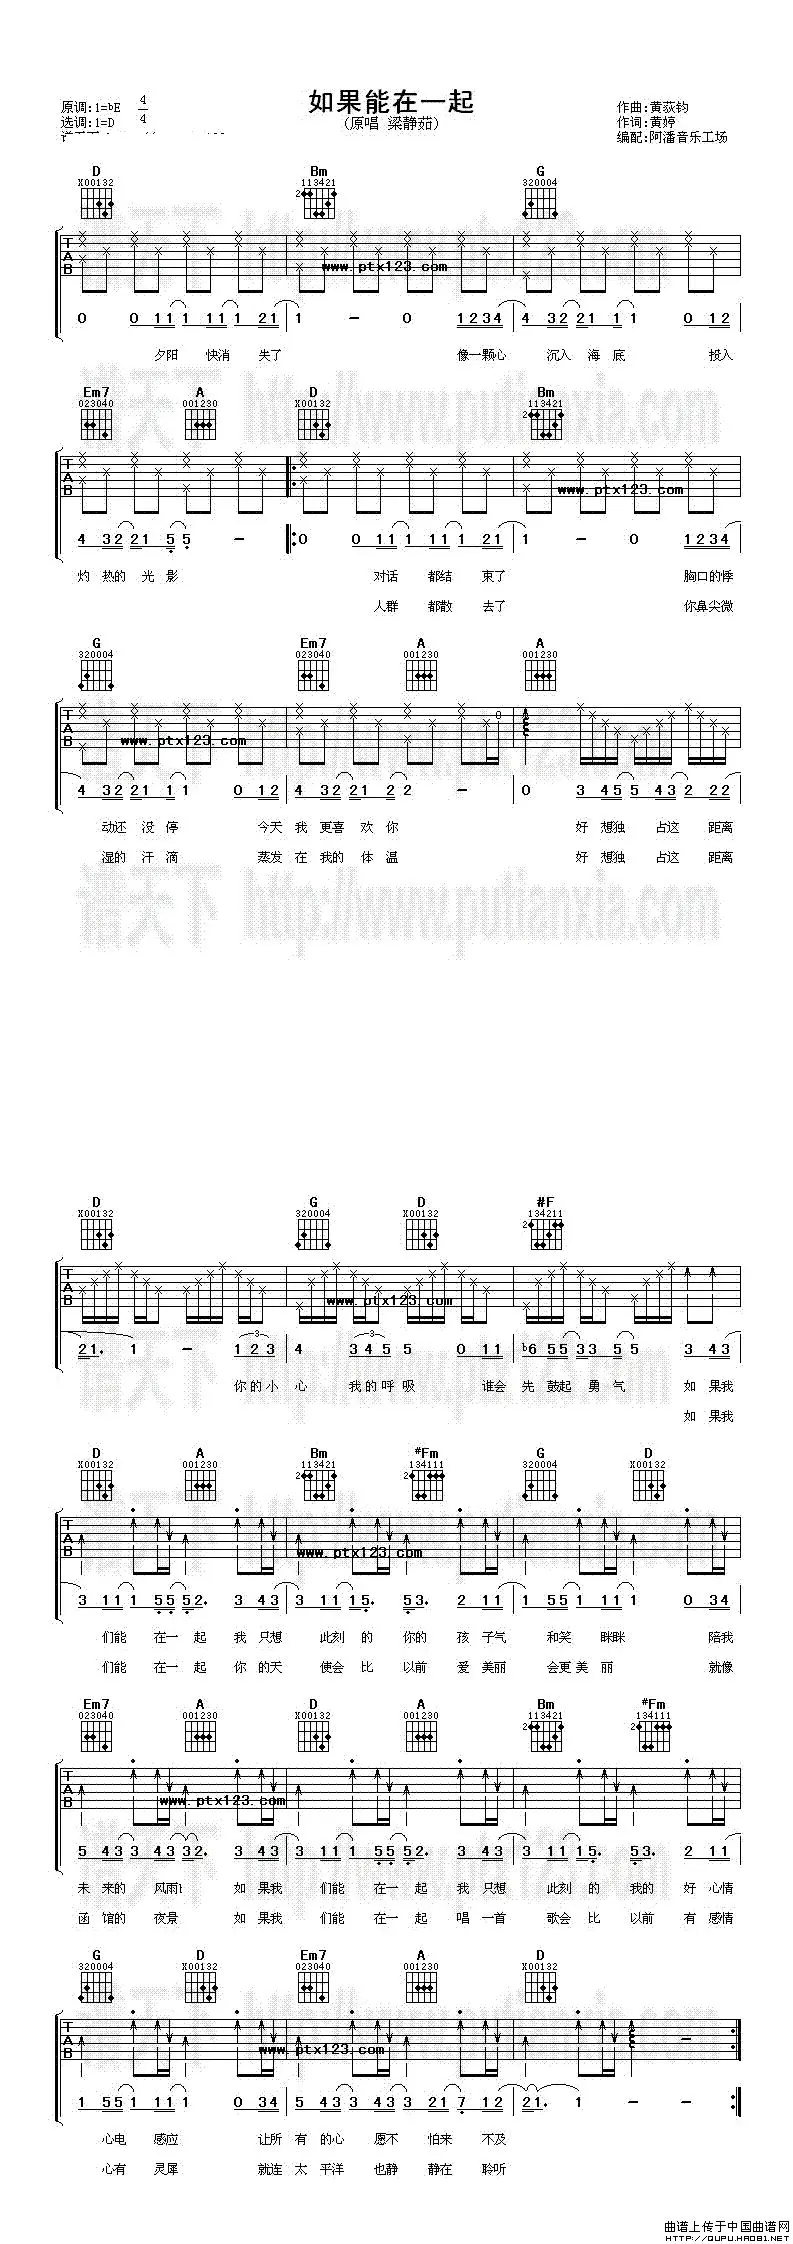 如果能在一起
(原唱 梁静茹)
原调:1=bE 4/4
选调:1=D
作曲:黄荻钧
作词:黄婷
编配:阿潘音乐工场
D Bm G
X00132 113421 320004
www.ptx123.com
0 0 11 1 11 1 21 1 - 0 1234 4 32 21 1 1 0 12
夕阳 快消 失了 像一颗心 沉入 海 底 投入
谱天下 http://www.putianxia.com
Em7 A D Bm
023040 001230 X00132 113421
www.ptx123.com
4 32 21 5 5 - 0 0 11 1 11 1 21 1 - 0 1234
灼 热的 光 影 对话 都结 束了 胸口的悸
人群 都散 去了 你鼻尖微
G Em7 A A
320004 023040 001230 001230
www.ptx123.com
4 32 21 1 1 0 12 4 32 21 2 2 - 0 3 45 5 43 2 22
动还 没停 今天 我 更喜 欢 你 好 想独 占这 距离
湿的 汗滴 蒸发 在 我的 体 温 好 想独 占这 距离
谱天下 http://www.putianxia.com
D G D #F
X00132 320004 X00132 134211
www.ptx123.com
21. 1 - 1 2 3 4 3 4 5 5 0 11 b6 55 33 5 5 3 43
你的小 心 我的呼 吸 谁会 先 鼓起 勇 气 如 果我
如 果我
D A Bm #Fm G D
X00132 001230 113421 134111 320004 X00132
www.ptx123.com
3 11 1 55 52. 3 43 3 11 15. 53. 2 11 1 55 1 11 1 0 34
们能 在一 起 我 只想 此刻 的 你的 孩 子气 和笑 眯眯 陪我
们能 在一 起 你 的天 使会 比 以前 爱 美丽 会更 美 丽 就像
Em7 A D A Bm #Fm
023040 001230 X00132 001230 113421 134111
www.ptx123.com
5 43 3 43 32. 3 43 3 11 1 55 52. 3 43 3 11 15. 53. 2 11
未 来的 风雨t 如 果我 们能 在一 起 我 只想 此刻 的 我的 好 心情
函 馆的 夜景 如 果我 们能 在一 起 唱 一首 歌会 比 以前 有 感情
G D Em7 A D
320004 X00132 023040 001230 X00132
www.ptx123.com
1 55 1 11 1 0 34 5 43 3 43 3 21 7 12 21. 1 - -
心电 感应 让所 有 的心 愿不 怕来 不及
心有 灵犀 就连 太 平洋 也静 静在 聆听
曲谱上传于中国曲谱网
HTTP://QUPU.HAO81.NET